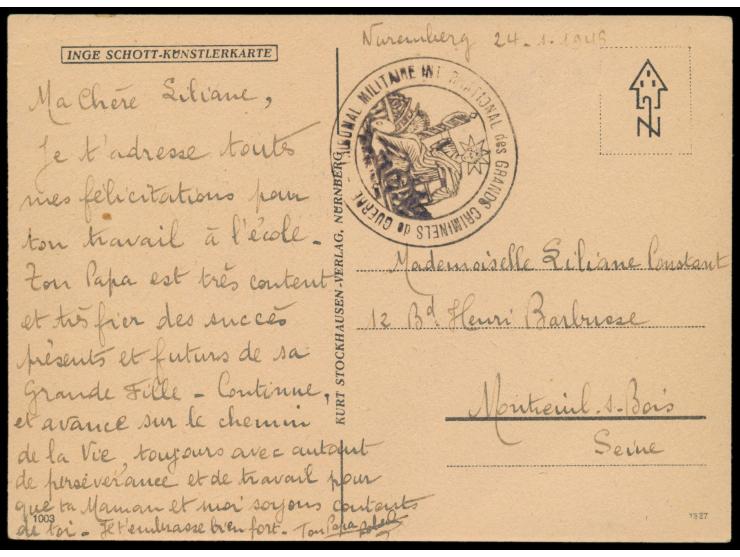 INGE SCHOTT-KÜNSTLERKARTE
Ma Chère Liliane,
Je t'adresse toutes
mes félicitations pour
ton travail à l'école -
Ton Papa est très content
et très fier des succès
présents et futurs de sa
Grande Fille - Continue,
et avance sur le chemin
de la Vie, toujours avec autant
de persévérance et de travail pour
que ta Maman et moi soyons contents
de toi - Je t'embrasse bien fort - Ton Papa
1003
KURT STOCKHAUSEN-VERLAG, NÜRNBERG
Nuremberg 24-1-1946
TRIBUNAL MILITAIRE INTERNATIONAL des GRANDS CRIMINELS de GUERRE
N
Mademoiselle Liliane Constant
12 Bd Henri Barbusse
Montreuil-s-Bois
Seine